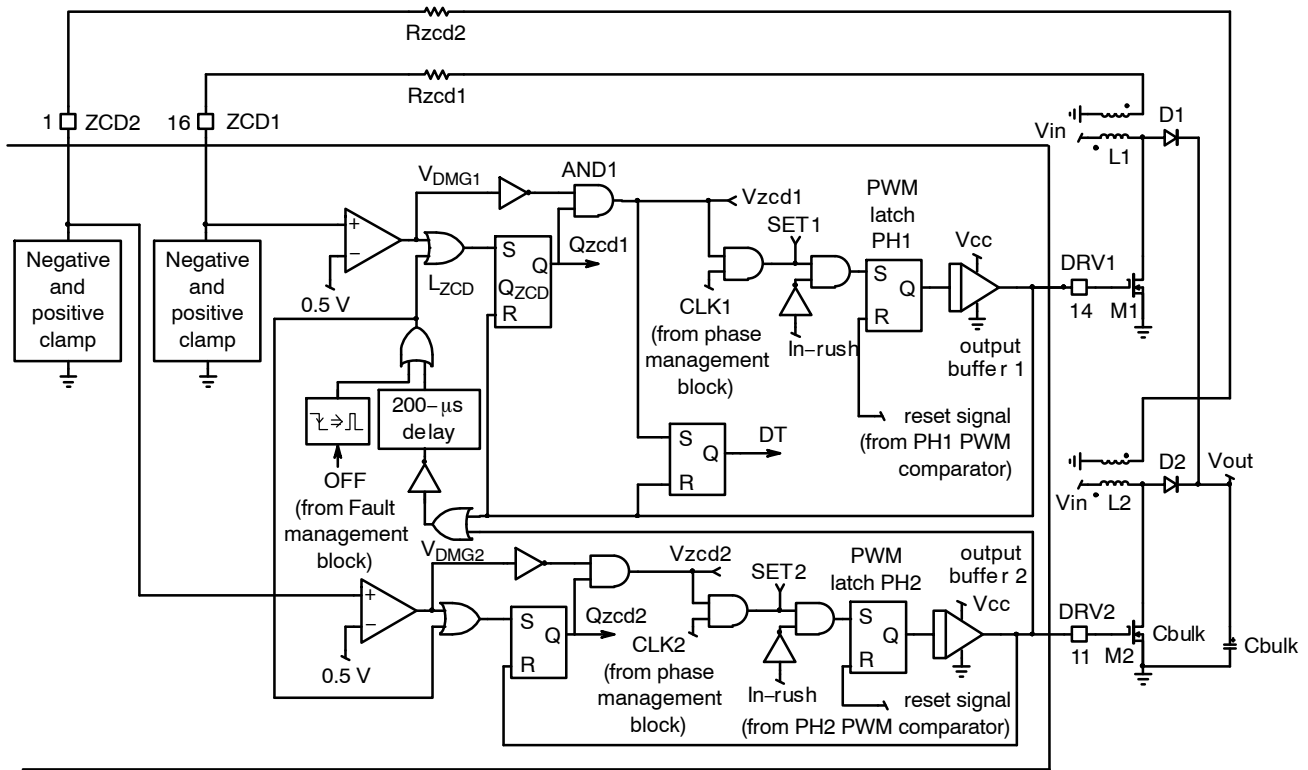 Rzcd2
Rzcd1
1
ZCD2
16
ZCD1
D1
Vin
L1
VDMG1
AND1
Vzcd1
PWM
latch
PH1
SET1
Vcc
+
−
0.5 V
LZCD
S
Q
QZCD
R
Qzcd1
CLK1
(from phase
management
block)
In−rush
S
Q
R
output
buffer 1
DRV1
14
M1
Negative
and
positive
clamp
Negative
and
positive
clamp
200−μs
delay
OFF
(from Fault
management
block)
S
Q
R
DT
reset signal
(from PH1 PWM
comparator)
D2
Vout
Vin
L2
VDMG2
Vzcd2
SET2
PWM
latch PH2
output
buffer 2
Vcc
+
−
0.5 V
S
Q
R
Qzcd2
CLK2
(from phase
management
block)
In−rush
S
Q
R
reset signal
(from PH2 PWM comparator)
DRV2
11
M2
Cbulk
Cbulk